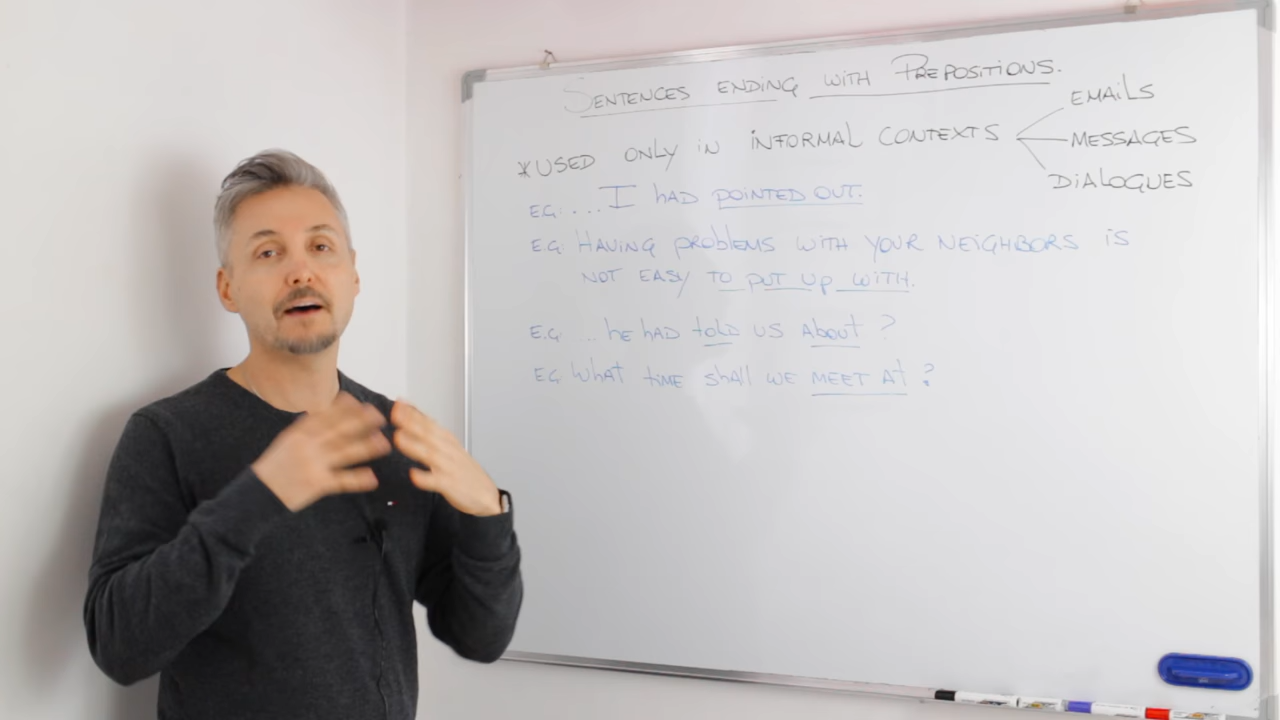 SENTENCES ENDING WITH PREPOSITIONS.
*USED ONLY IN INFORMAL CONTEXTS
EMAILS
MESSAGES
DIALOGUES
EG: ... I HAD POINTED OUT.
E.G: HAVING PROBLEMS WITH YOUR NEIGHBORS IS
NOT EASY TO PUT UP WITH.
E.G: ... HE HAD TOLD US ABOUT ?
EG WHAT TIME SHALL WE MEET AT ?